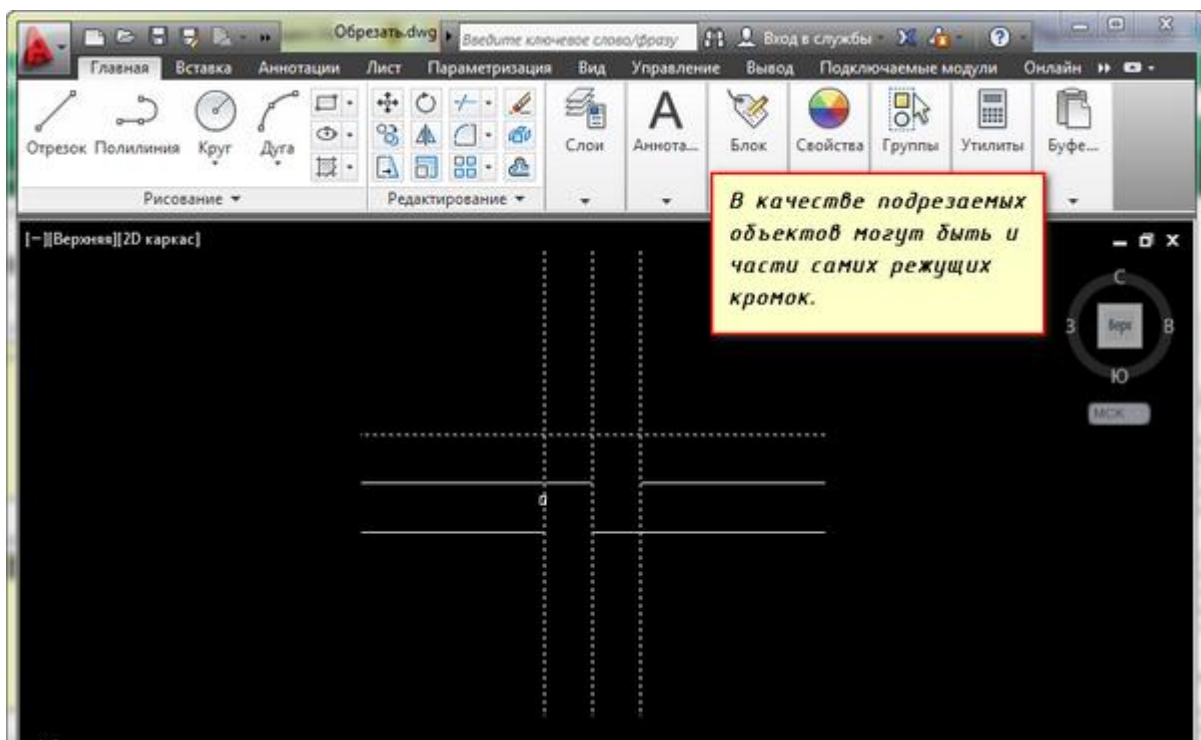 Обрезать.dwg
Введите ключевое слово/фразу
Вход в службы
Главная Вставка Аннотации Лист Параметризация Вид Управление Вывод Подключаемые модули Онлайн
Отрезок Полилиния Круг Дуга
Слои Аннота... Блок Свойства Группы Утилиты Буфе...
Рисование Редактирование
В качестве подрезаемых
объектов могут быть и
части самих режущих
кромок.
[−][Верхняя][2D каркас]
С
З Верх В
Ю
МСК